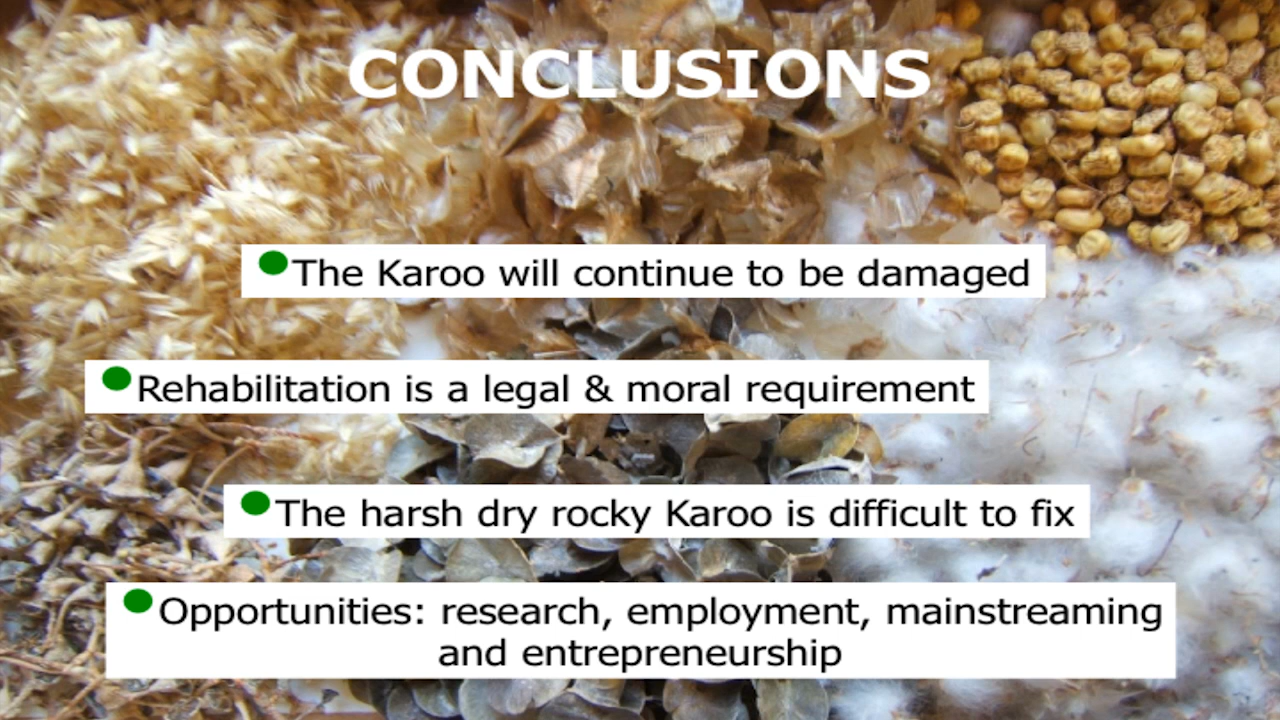 CONCLUSIONS
The Karoo will continue to be damaged
Rehabilitation is a legal & moral requirement
The harsh dry rocky Karoo is difficult to fix
Opportunities: research, employment, mainstreaming
and entrepreneurship